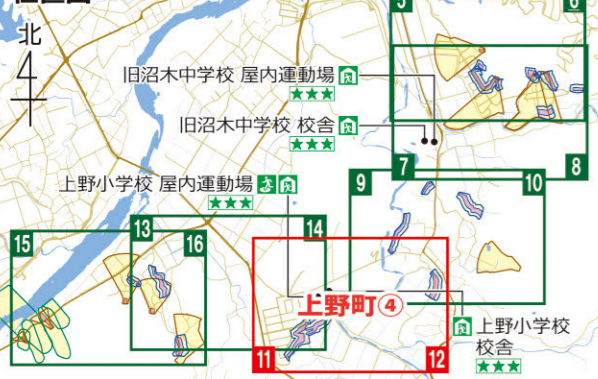 北
5
6
旧沼木中学校 屋内運動場
★★★
旧沼木中学校 校舎
★★★
7
8
上野小学校 屋内運動場
★★★
9
10
13
14
15
16
上野町④
11
12
上野小学校
校舎
★★★